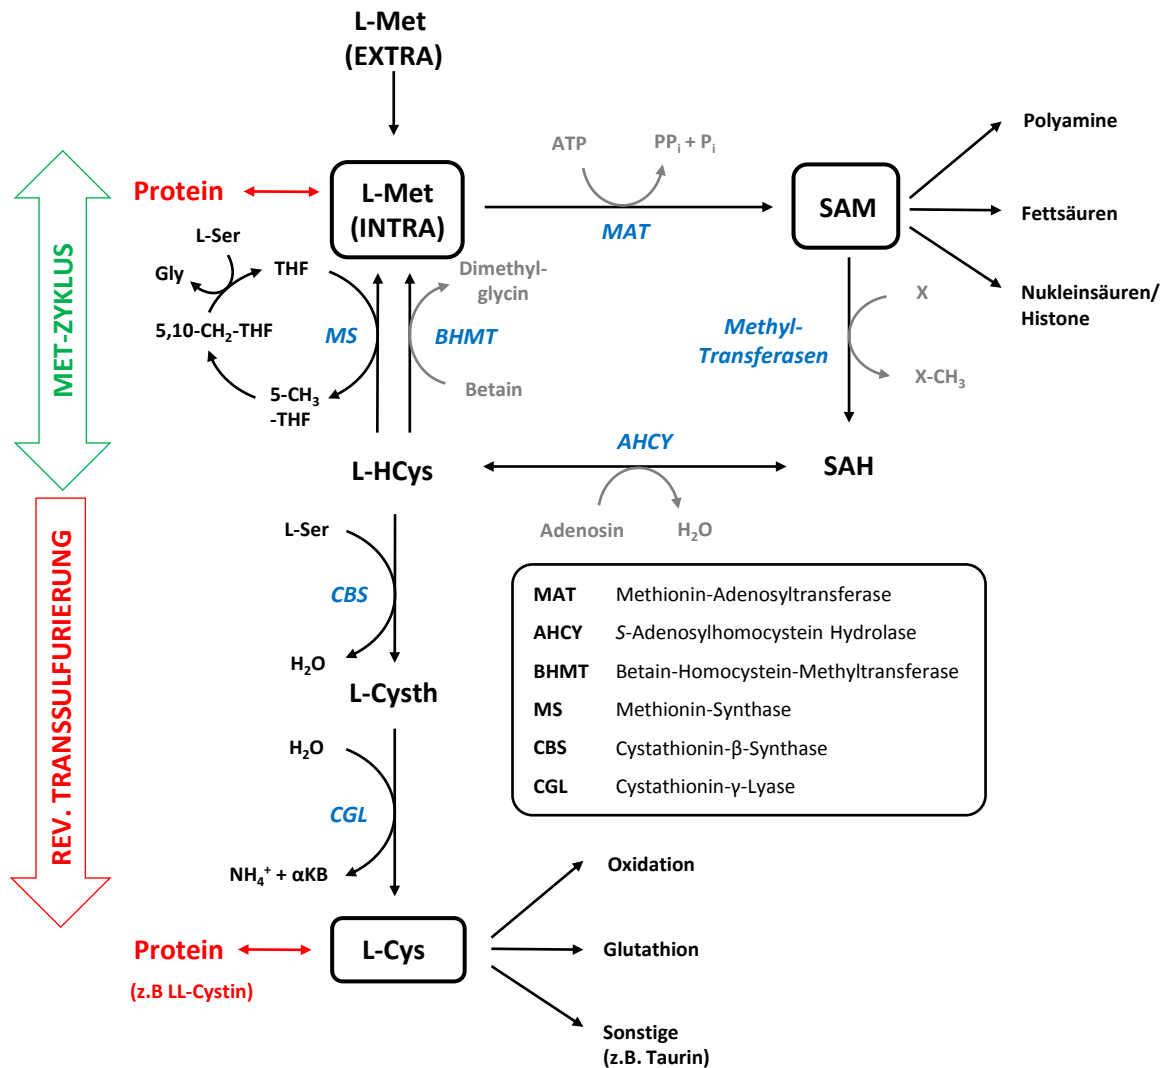 L-Met
(EXTRA)
ATP
PPi + Pi
Polyamine
Protein
L-Met
(INTRA)
SAM
Fettsäuren
MAT
L-Ser
Gly
THF
Dimethyl-
glycin
X
Nukleinsäuren/
Histone
5,10-CH₂-THF
MS
BHMT
Methyl-
Transferasen
5-CH₃
-THF
Betain
X-CH₃
MET-ZYKLUS
L-HCys
AHCY
SAH
L-Ser
Adenosin
H₂O
CBS
H₂O
L-Cysth
MAT Methionin-Adenosyltransferase
AHCY S-Adenosylhomocystein Hydrolase
BHMT Betain-Homocystein-Methyltransferase
MS Methionin-Synthase
CBS Cystathionin-β-Synthase
CGL Cystathionin-γ-Lyase
H₂O
CGL
NH₄⁺ + αKB
REV. TRANSSULFURIERUNG
Oxidation
Protein
(z.B LL-Cystin)
L-Cys
Glutathion
Sonstige
(z.B. Taurin)